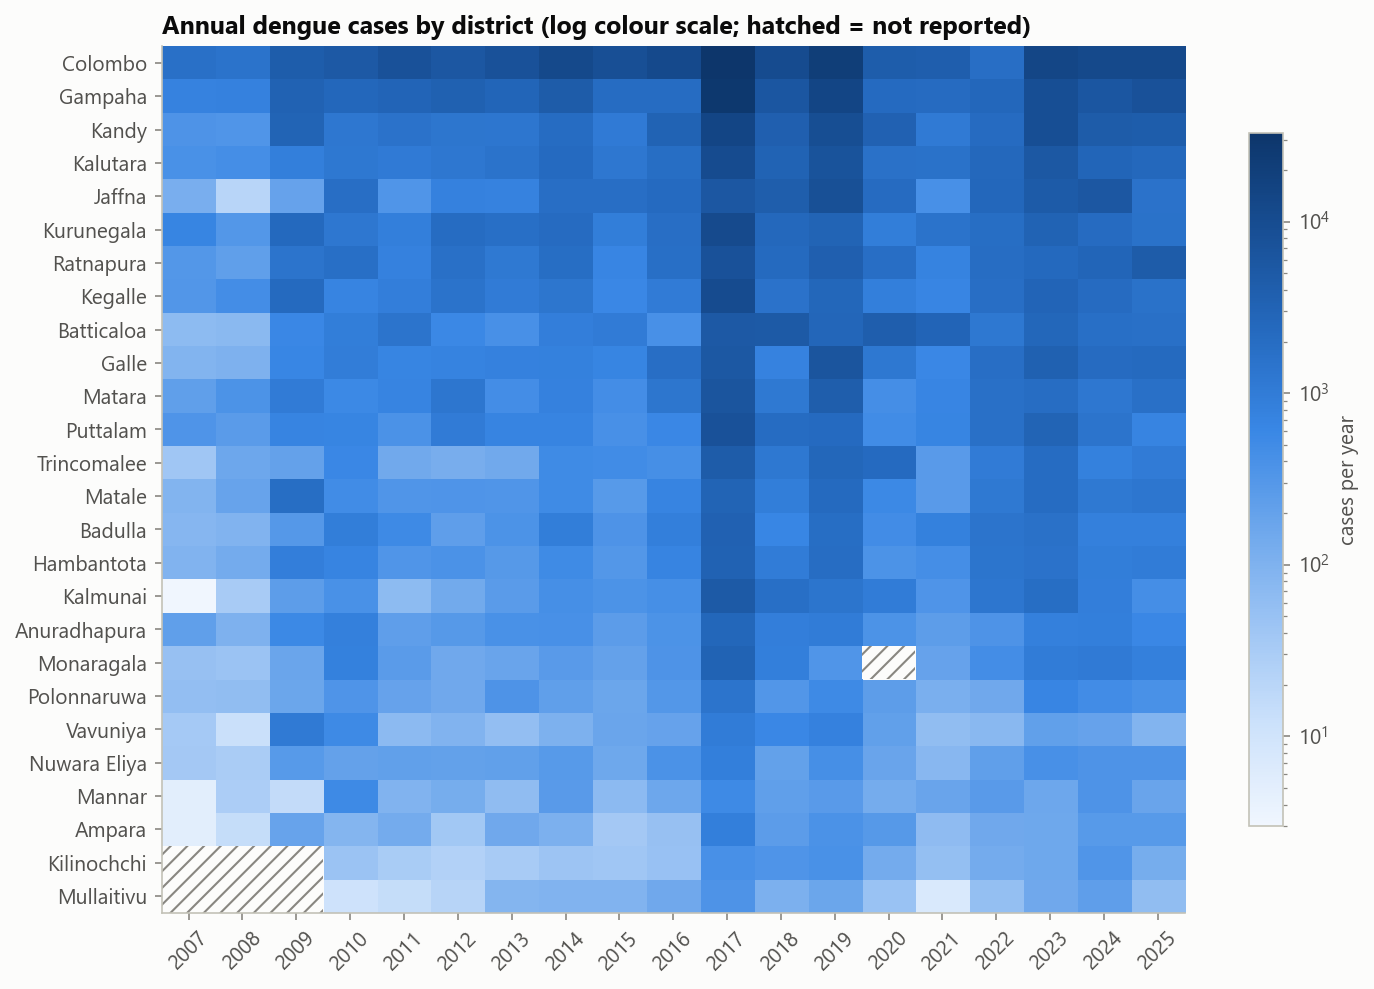 Annual dengue cases by district (log colour scale; hatched = not reported)
Colombo
Gampaha
Kandy
Kalutara
Jaffna
Kurunegala
Ratnapura
Kegalle
Batticaloa
Galle
Matara
Puttalam
Trincomalee
Matale
Badulla
Hambantota
Kalmunai
Anuradhapura
Monaragala
Polonnaruwa
Vavuniya
Nuwara Eliya
Mannar
Ampara
Kilinochchi
Mullaitivu
2007 2008 2009 2010 2011 2012 2013 2014 2015 2016 2017 2018 2019 2020 2021 2022 2023 2024 2025
10⁴
10³
10²
10¹
cases per year